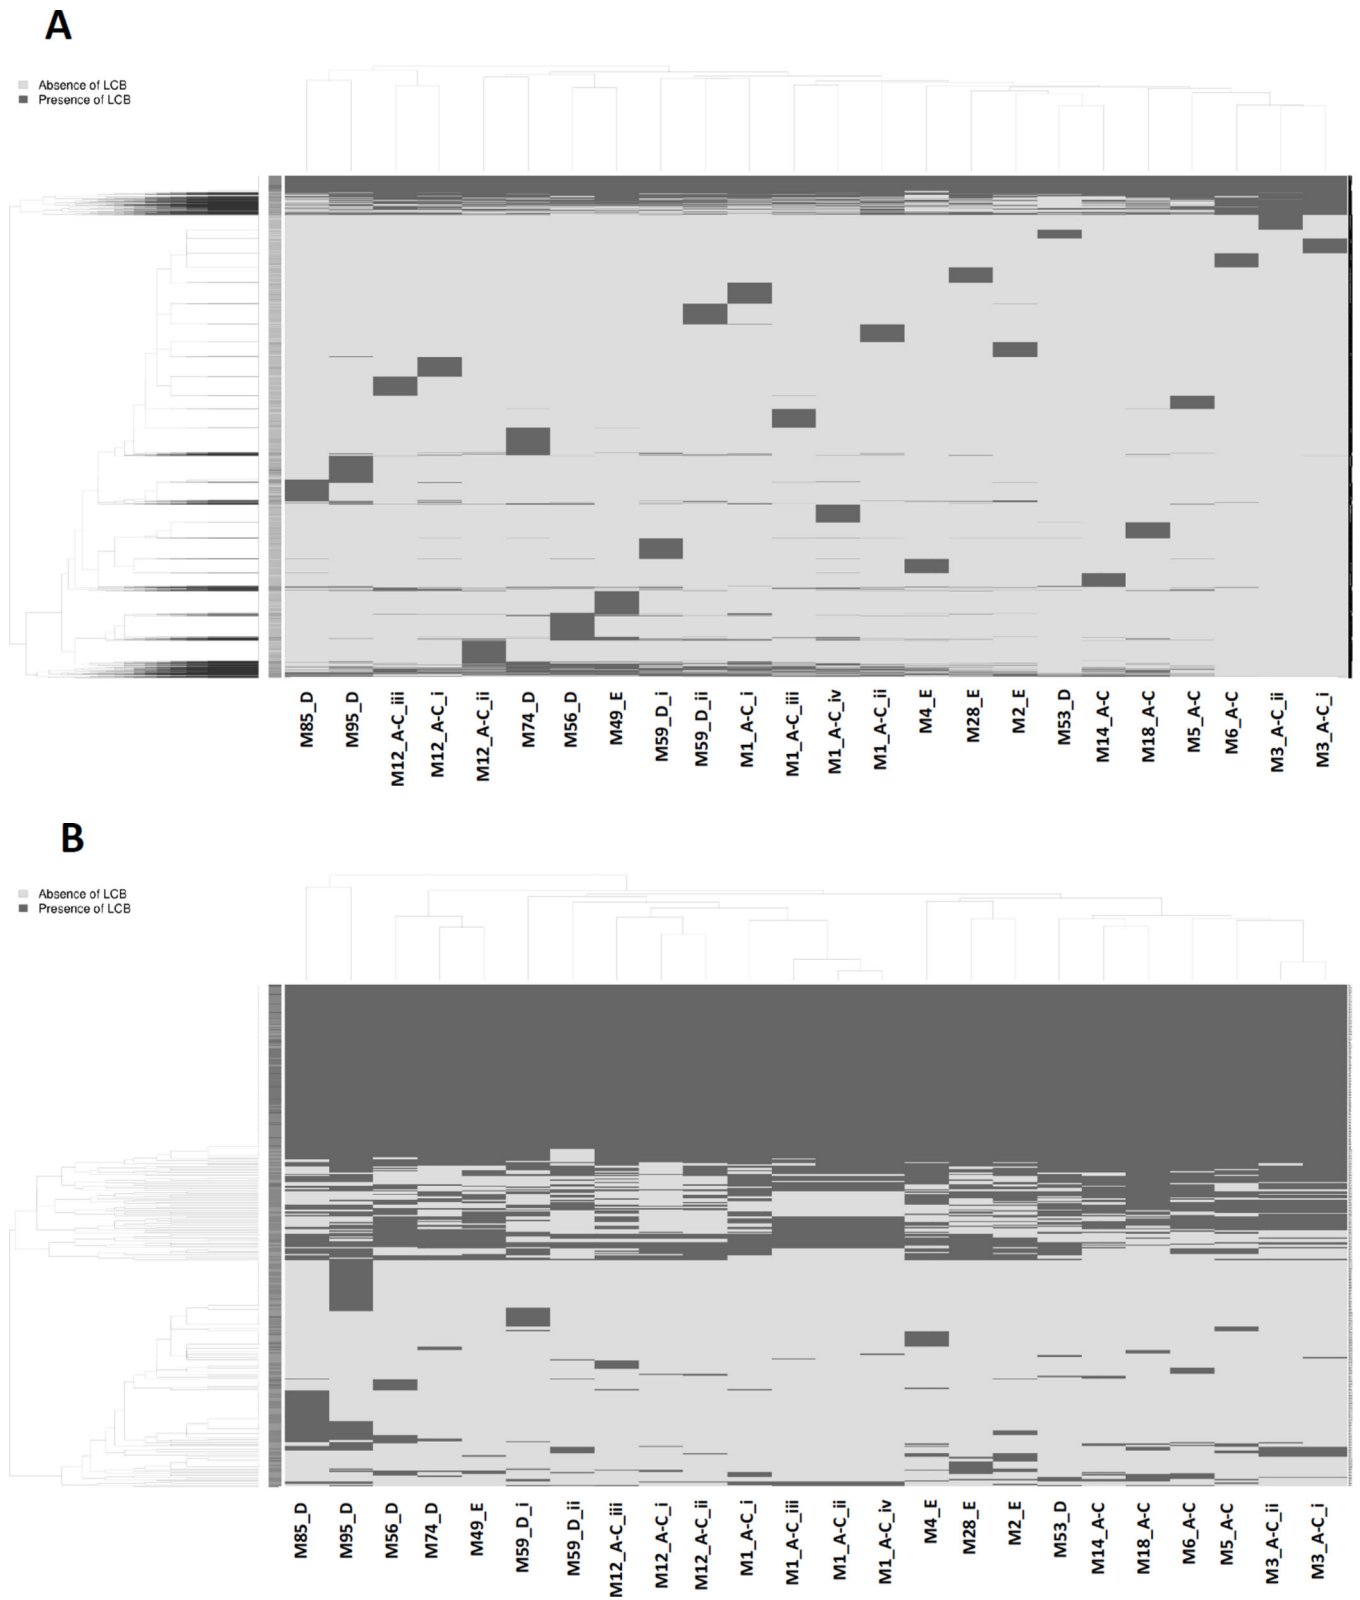 A
Absence of LCB
Presence of LCB
M85_D
M95_D
M12_A-C_iii
M12_A-C_i
M12_A-C_ii
M74_D
M56_D
M49_E
M59_D_i
M59_D_ii
M1_A-C_i
M1_A-C_iii
M1_A-C_iv
M1_A-C_ii
M4_E
M28_E
M2_E
M53_D
M14_A-C
M18_A-C
M5_A-C
M6_A-C
M3_A-C_ii
M3_A-C_i
B
Absence of LCB
Presence of LCB
M85_D
M95_D
M56_D
M74_D
M49_E
M59_D_i
M59_D_ii
M12_A-C_iii
M12_A-C_i
M12_A-C_ii
M1_A-C_i
M1_A-C_iii
M1_A-C_ii
M1_A-C_iv
M4_E
M28_E
M2_E
M53_D
M14_A-C
M18_A-C
M6_A-C
M5_A-C
M3_A-C_ii
M3_A-C_i